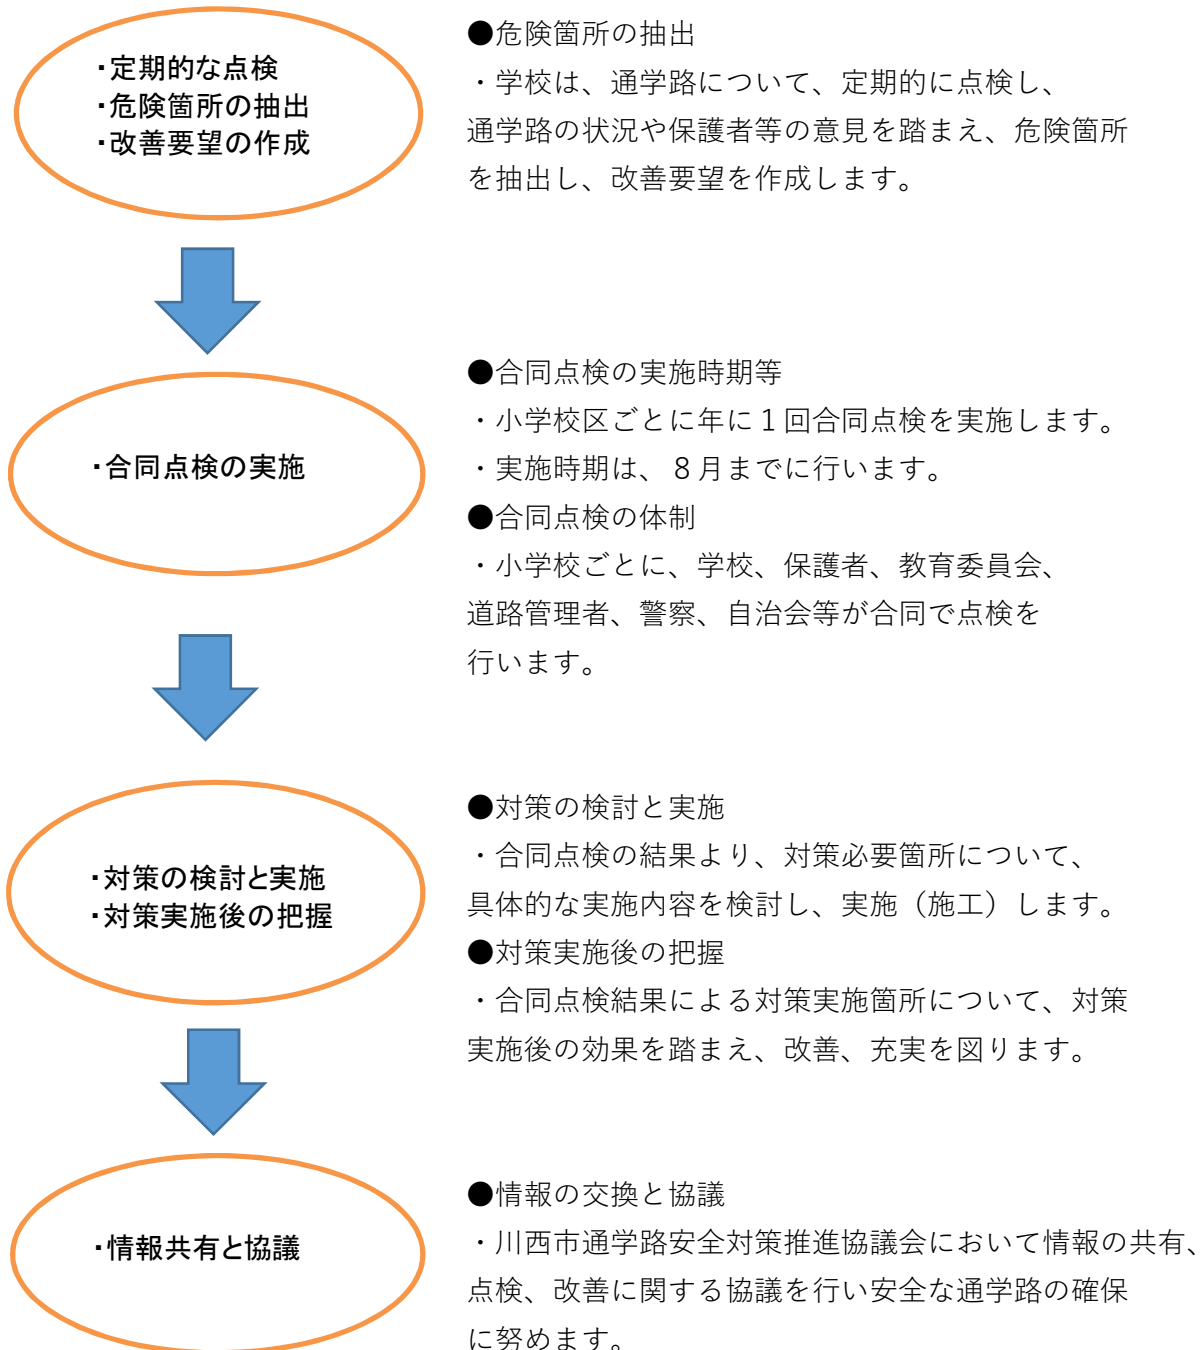 ・定期的な点検
・危険箇所の抽出
・改善要望の作成
●危険箇所の抽出
・学校は、通学路について、定期的に点検し、
通学路の状況や保護者等の意見を踏まえ、危険箇所
を抽出し、改善要望を作成します。
・合同点検の実施
●合同点検の実施時期等
・小学校区ごとに年に１回合同点検を実施します。
・実施時期は、８月までに行います。
●合同点検の体制
・小学校ごとに、学校、保護者、教育委員会、
道路管理者、警察、自治会等が合同で点検を
行います。
・対策の検討と実施
・対策実施後の把握
●対策の検討と実施
・合同点検の結果より、対策必要箇所について、
具体的な実施内容を検討し、実施（施工）します。
●対策実施後の把握
・合同点検結果による対策実施箇所について、対策
実施後の効果を踏まえ、改善、充実を図ります。
・情報共有と協議
●情報の交換と協議
・川西市通学路安全対策推進協議会において情報の共有、
点検、改善に関する協議を行い安全な通学路の確保
に努めます。